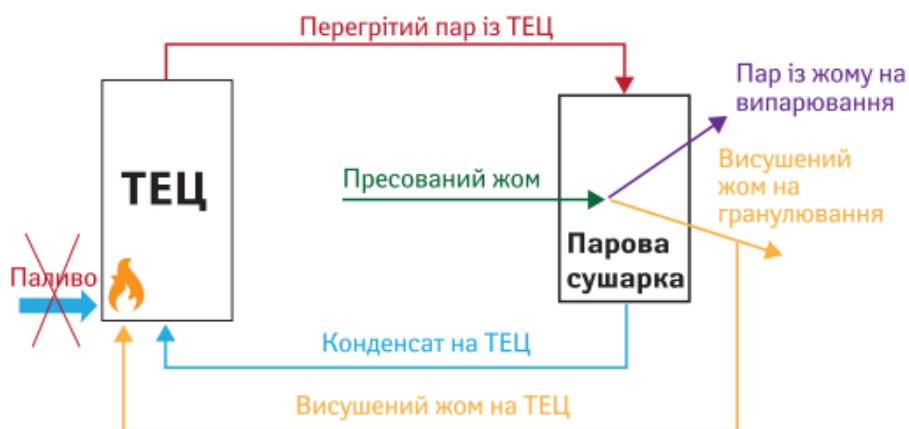 Перегрітий пар із ТЕЦ
Пар із жому на
випарювання
ТЕЦ
Пресований жом
Висушений
жом на
гранулювання
Парова
сушарка
Паливо
Конденсат на ТЕЦ
Висушений жом на ТЕЦ